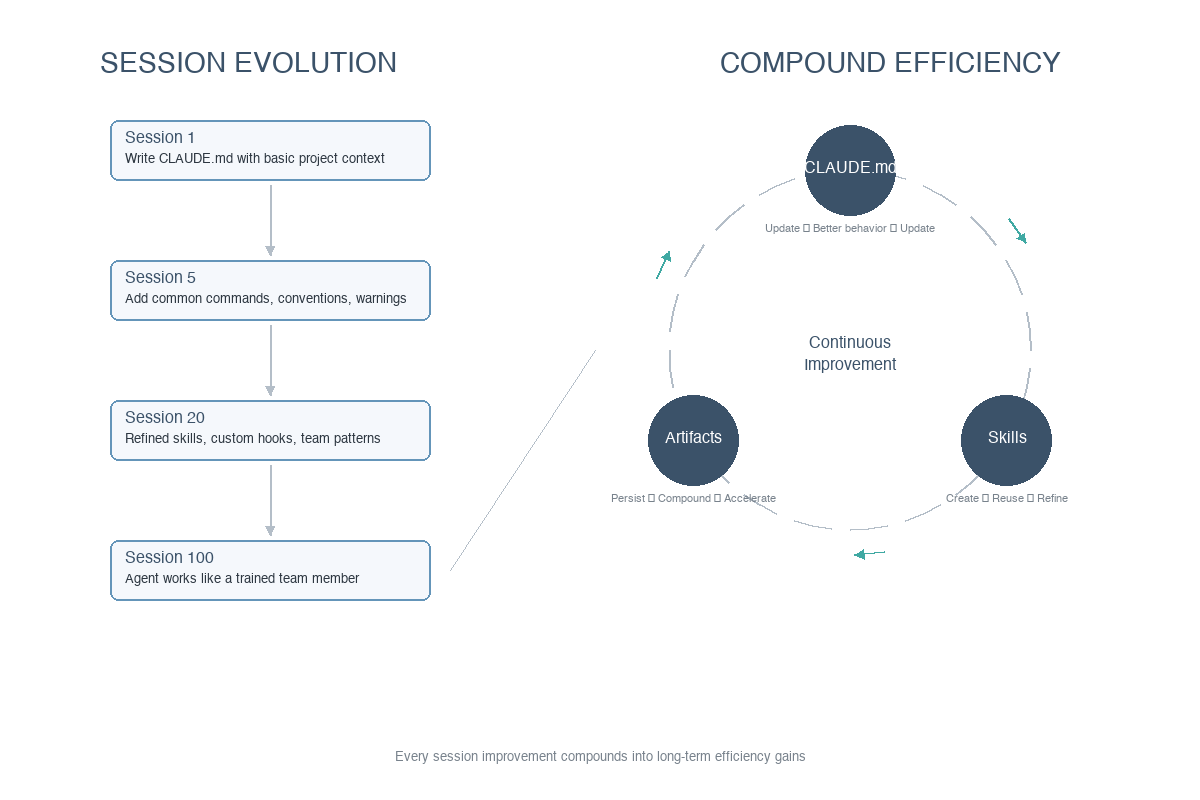 SESSION EVOLUTION
Session 1
Write CLAUDE.md with basic project context
Session 5
Add common commands, conventions, warnings
Session 20
Refined skills, custom hooks, team patterns
Session 100
Agent works like a trained team member
COMPOUND EFFICIENCY
CLAUDE.md
Update □ Better behavior □ Update
Continuous
Improvement
Artifacts
Persist □ Compound □ Accelerate
Skills
Create □ Reuse □ Refine
Every session improvement compounds into long-term efficiency gains